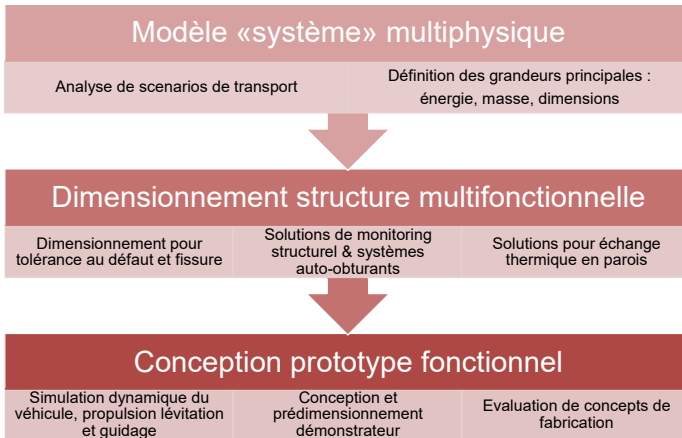 Modèle «système» multiphysique
Analyse de scenarios de transport
Définition des grandeurs principales :
énergie, masse, dimensions
Dimensionnement structure multifonctionnelle
Dimensionnement pour
tolérance au défaut et fissure
Solutions de monitoring
structurel & systèmes
auto-obturants
Solutions pour échange
thermique en parois
Conception prototype fonctionnel
Simulation dynamique du
véhicule, propulsion lévitation
et guidage
Conception et
prédimensionnement
démonstrateur
Evaluation de concepts de
fabrication